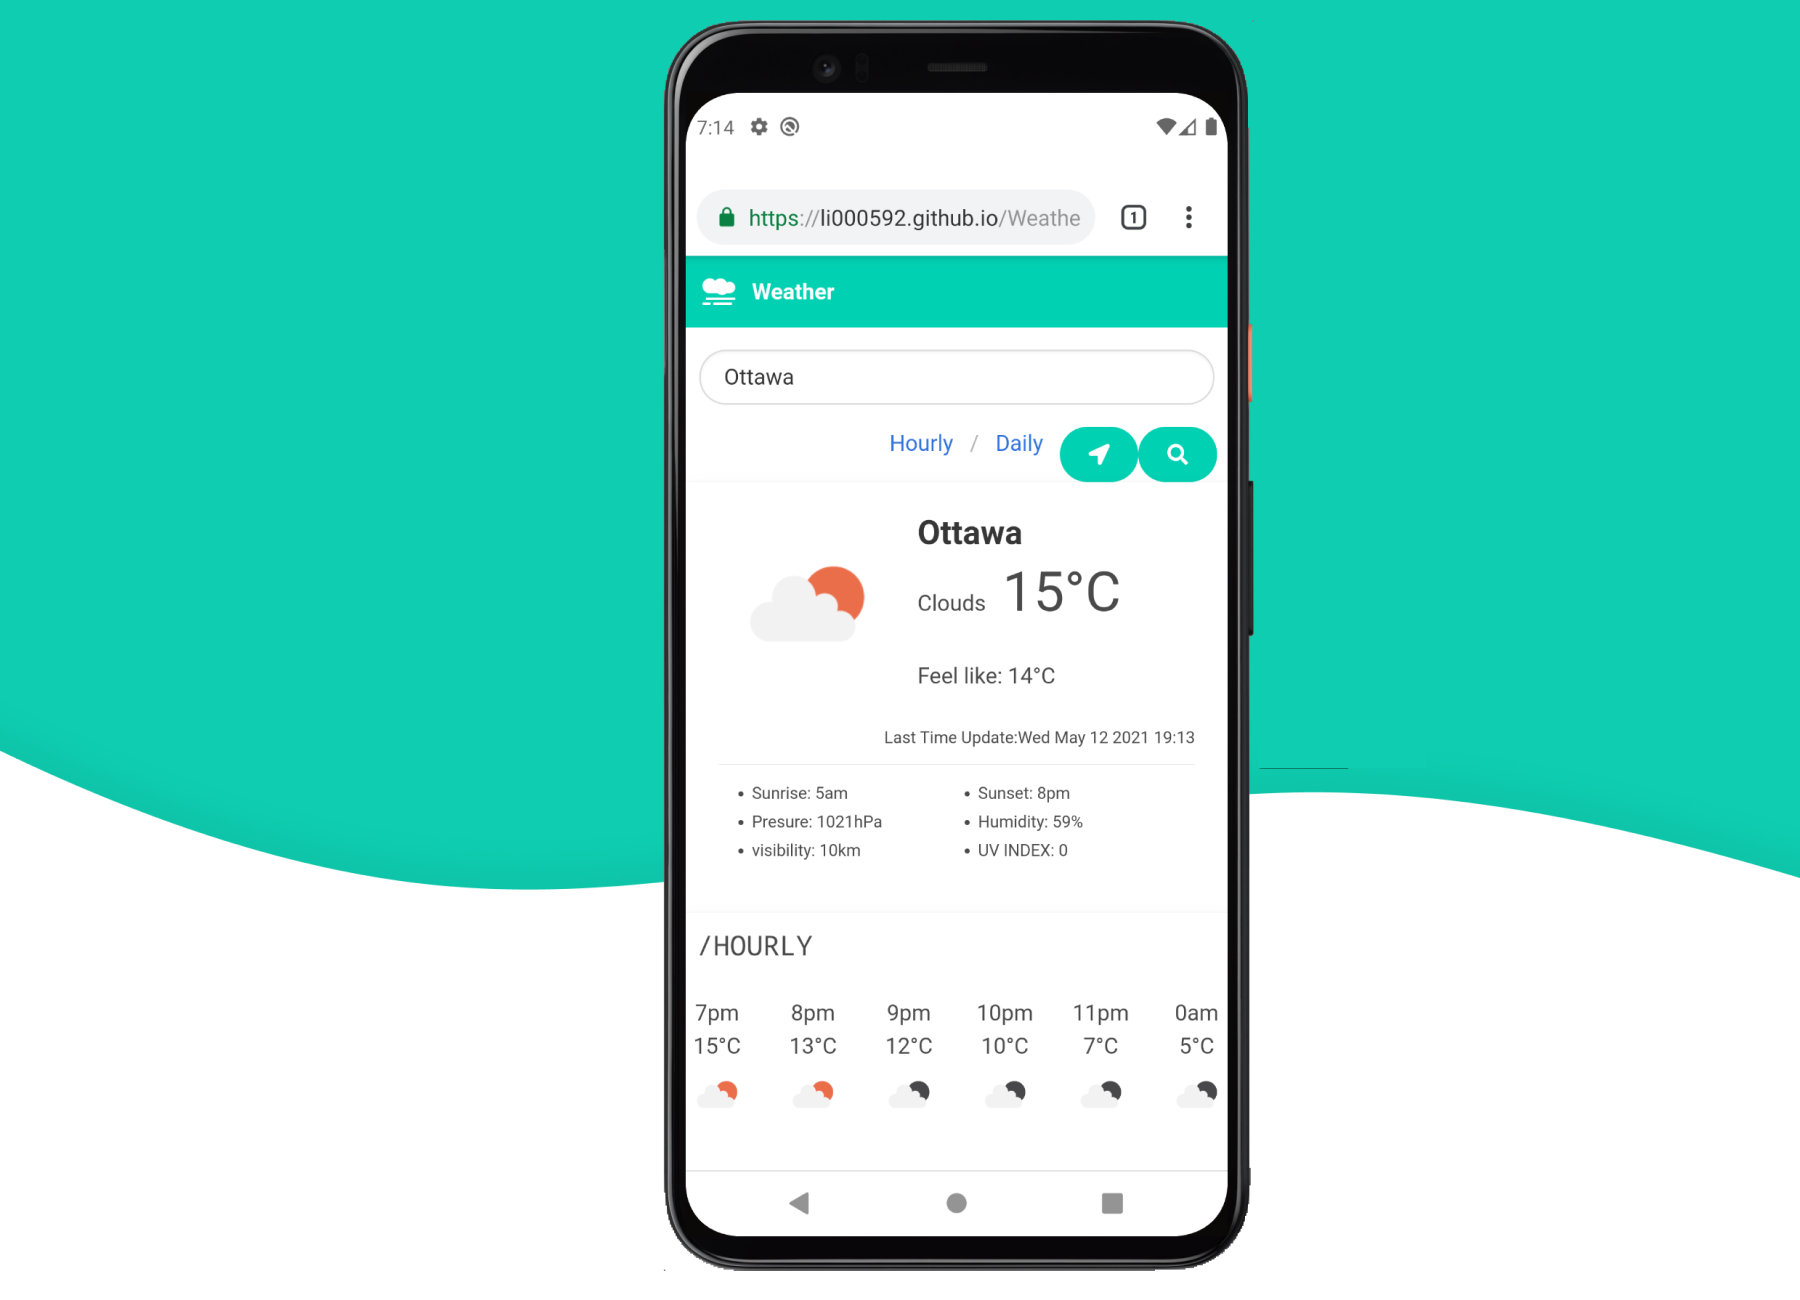 7:14
https://li000592.github.io/Weathe
1
Weather
Ottawa
Hourly / Daily
Ottawa
Clouds 15°C
Feel like: 14°C
Last Time Update:Wed May 12 2021 19:13
• Sunrise: 5am • Sunset: 8pm
• Presure: 1021hPa • Humidity: 59%
• visibility: 10km • UV INDEX: 0
/HOURLY
7pm 8pm 9pm 10pm 11pm 0am
15°C 13°C 12°C 10°C 7°C 5°C